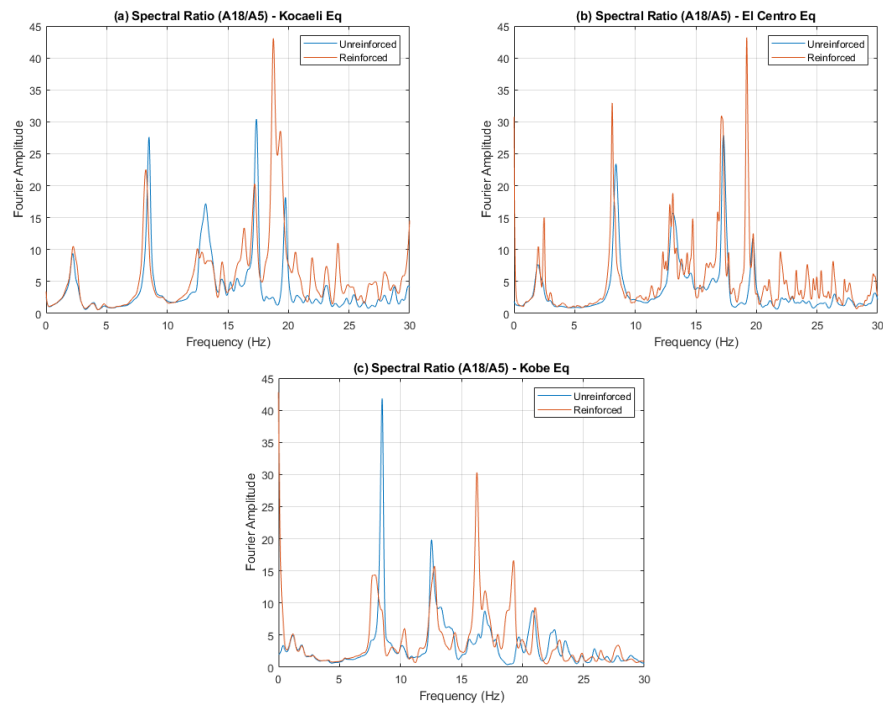 (a) Spectral Ratio (A18/A5) - Kocaeli Eq
Fourier Amplitude
45
40
35
30
25
20
15
10
5
0
Unreinforced
Reinforced
0 5 10 15 20 25 30
Frequency (Hz)
(b) Spectral Ratio (A18/A5) - El Centro Eq
Fourier Amplitude
45
40
35
30
25
20
15
10
5
0
Unreinforced
Reinforced
0 5 10 15 20 25 30
Frequency (Hz)
(c) Spectral Ratio (A18/A5) - Kobe Eq
Fourier Amplitude
45
40
35
30
25
20
15
10
5
0
Unreinforced
Reinforced
0 5 10 15 20 25 30
Frequency (Hz)